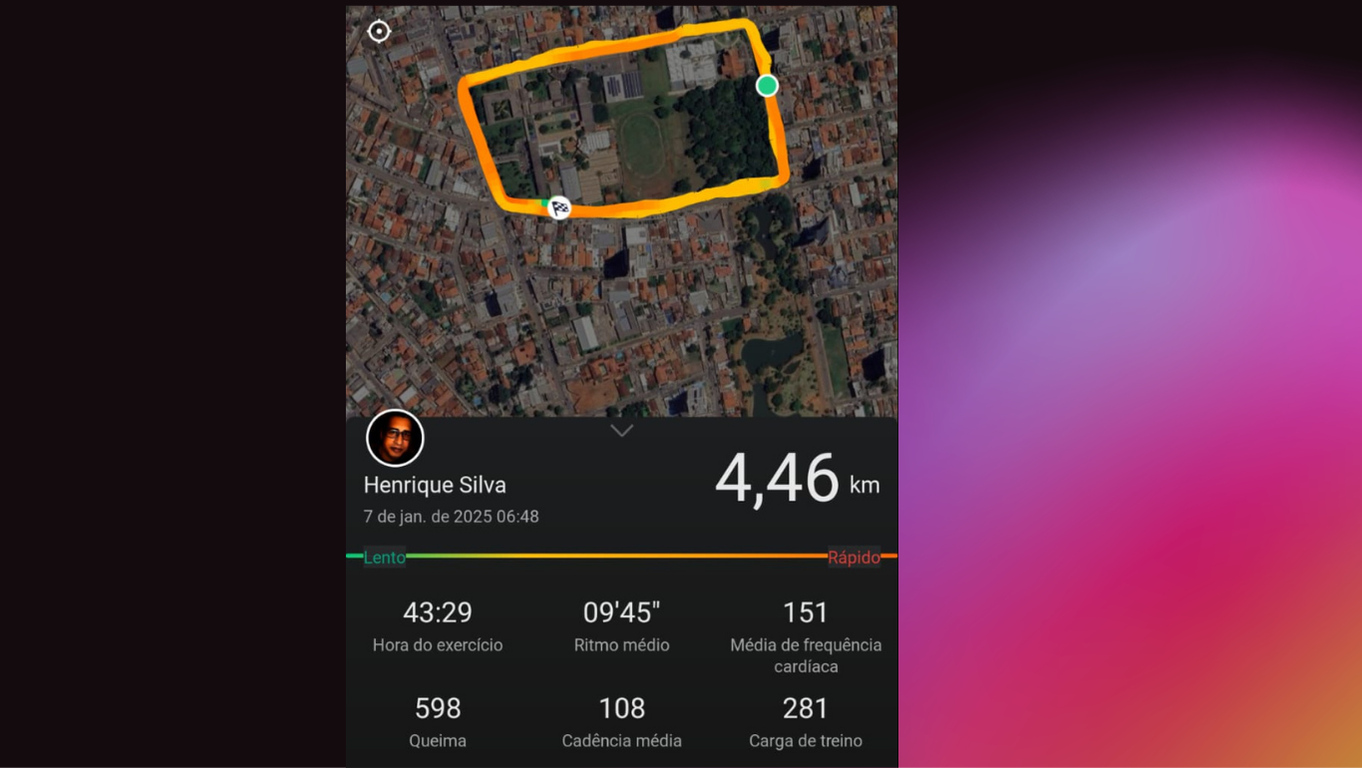 Henrique Silva
4,46 km
7 de jan. de 2025 06:48
Lento
Rápido
43:29
09'45"
151
Hora do exercício
Ritmo médio
Média de frequência
cardíaca
598
108
281
Queima
Cadência média
Carga de treino